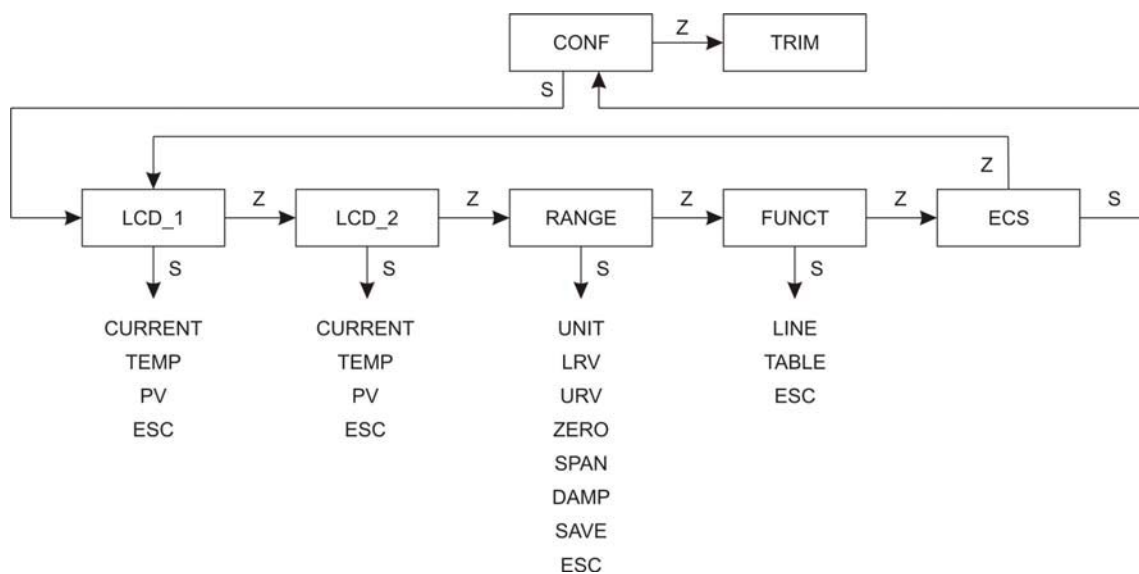 CONF Z TRIM
S
Z
LCD_1 Z LCD_2 Z RANGE Z FUNCT Z ECS S
S S S S
CURRENT CURRENT UNIT LINE
TEMP TEMP LRV TABLE
PV PV URV ESC
ESC ESC ZERO
SPAN
DAMP
SAVE
ESC